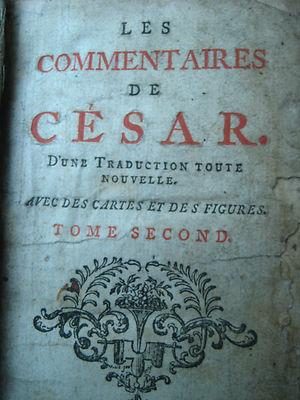 LES
COMMENTAIRES
DE
CÉSAR.
D'UNE TRADUCTION TOUTE
NOUVELLE.
AVEC DES CARTES ET DES FIGURES.
TOME SECOND.